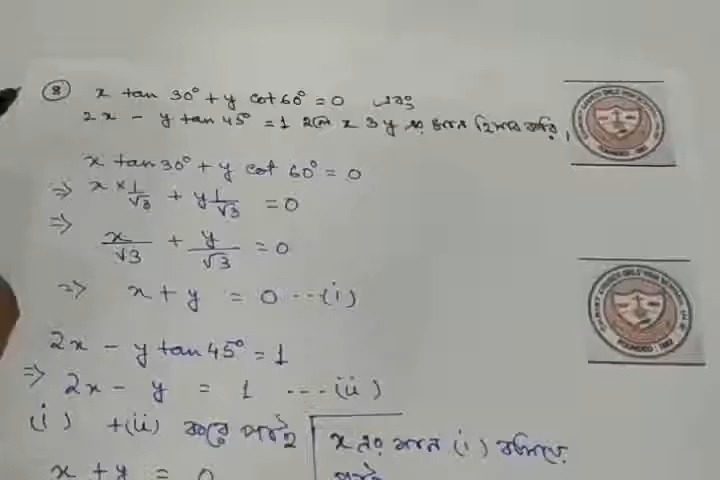 ৪ x tan 30° + y cot 60° = 0 এবং
2x - y tan 45° = 1 হলে x ও y এর মান হিসাব করি।
x tan 30° + y cot 60° = 0
⇒ x × 1/√3 + y 1/√3 = 0
⇒ x/√3 + y/√3 = 0
⇒ x + y = 0 ---(i)
2x - y tan 45° = 1
⇒ 2x - y = 1 ---(ii)
(i) + (ii) করে পাই
x এর মান (i) বসিয়ে
পাই
x + y = 0